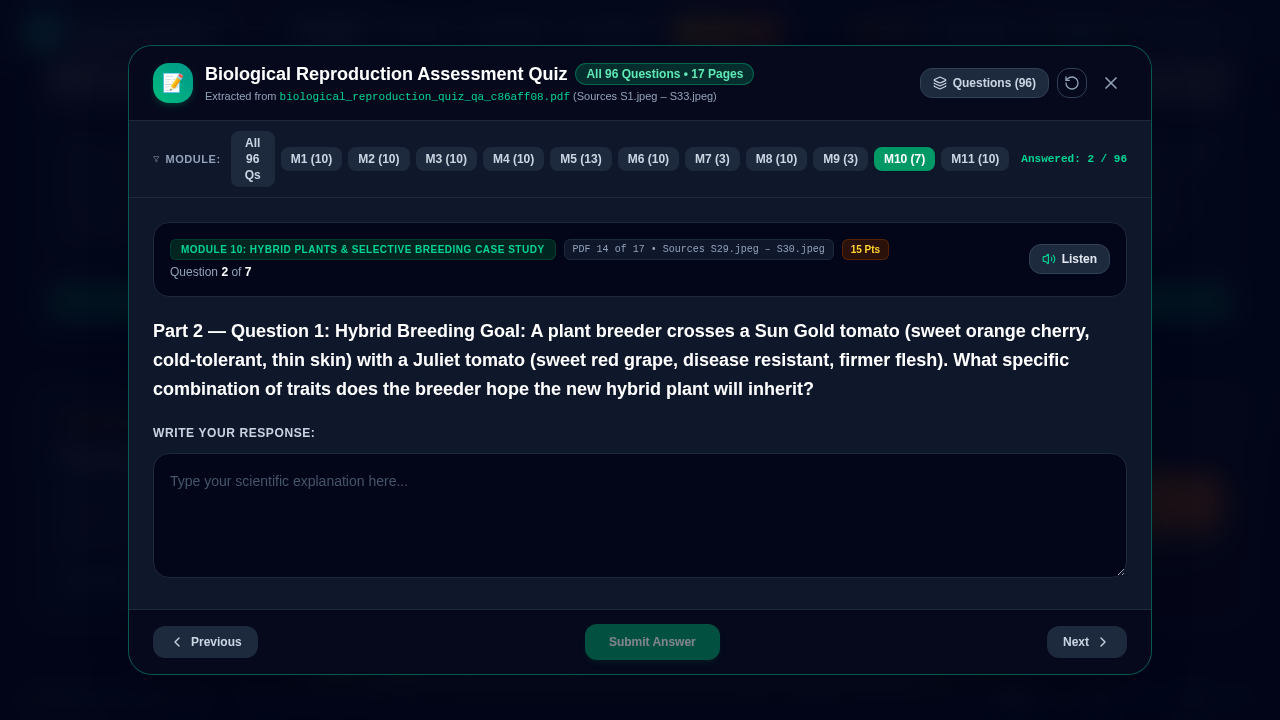 📝 Biological Reproduction Assessment Quiz All 96 Questions • 17 Pages
Extracted from biological_reproduction_quiz_qa_c86aff08.pdf (Sources S1.jpeg – S33.jpeg)
Questions (96)
MODULE: All 96 Qs M1 (10) M2 (10) M3 (10) M4 (10) M5 (13) M6 (10) M7 (3) M8 (10) M9 (3) M10 (7) M11 (10) Answered: 2 / 96
MODULE 10: HYBRID PLANTS & SELECTIVE BREEDING CASE STUDY PDF 14 of 17 • Sources S29.jpeg – S30.jpeg 15 Pts
Question 2 of 7
Listen
Part 2 — Question 1: Hybrid Breeding Goal: A plant breeder crosses a Sun Gold tomato (sweet orange cherry,
cold-tolerant, thin skin) with a Juliet tomato (sweet red grape, disease resistant, firmer flesh). What specific
combination of traits does the breeder hope the new hybrid plant will inherit?
WRITE YOUR RESPONSE:
Type your scientific explanation here...
Previous Submit Answer Next